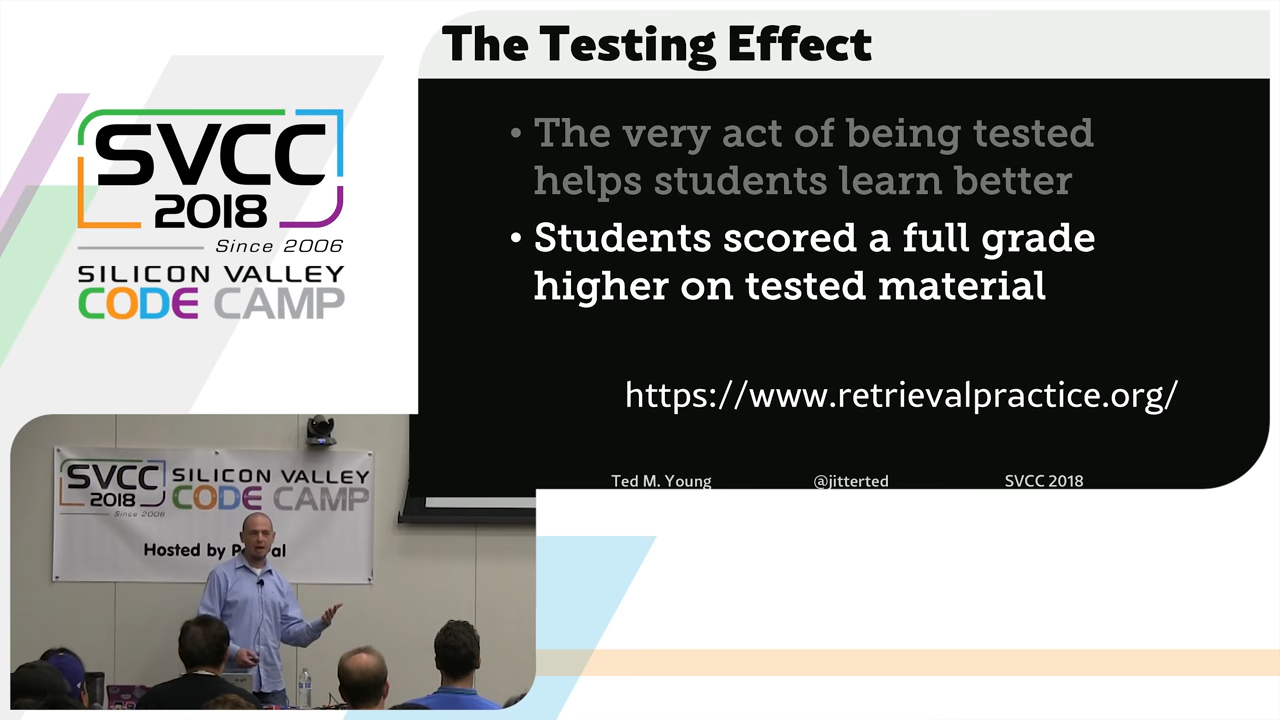 The Testing Effect
• The very act of being tested
helps students learn better
• Students scored a full grade
higher on tested material
https://www.retrievalpractice.org/
Ted M. Young @jitterted SVCC 2018
SVCC
2018
Since 2006
SILICON VALLEY
CODE CAMP
SVCC
2018
Since 2006
SILICON VALLEY
CODE CAMP
Hosted by P al